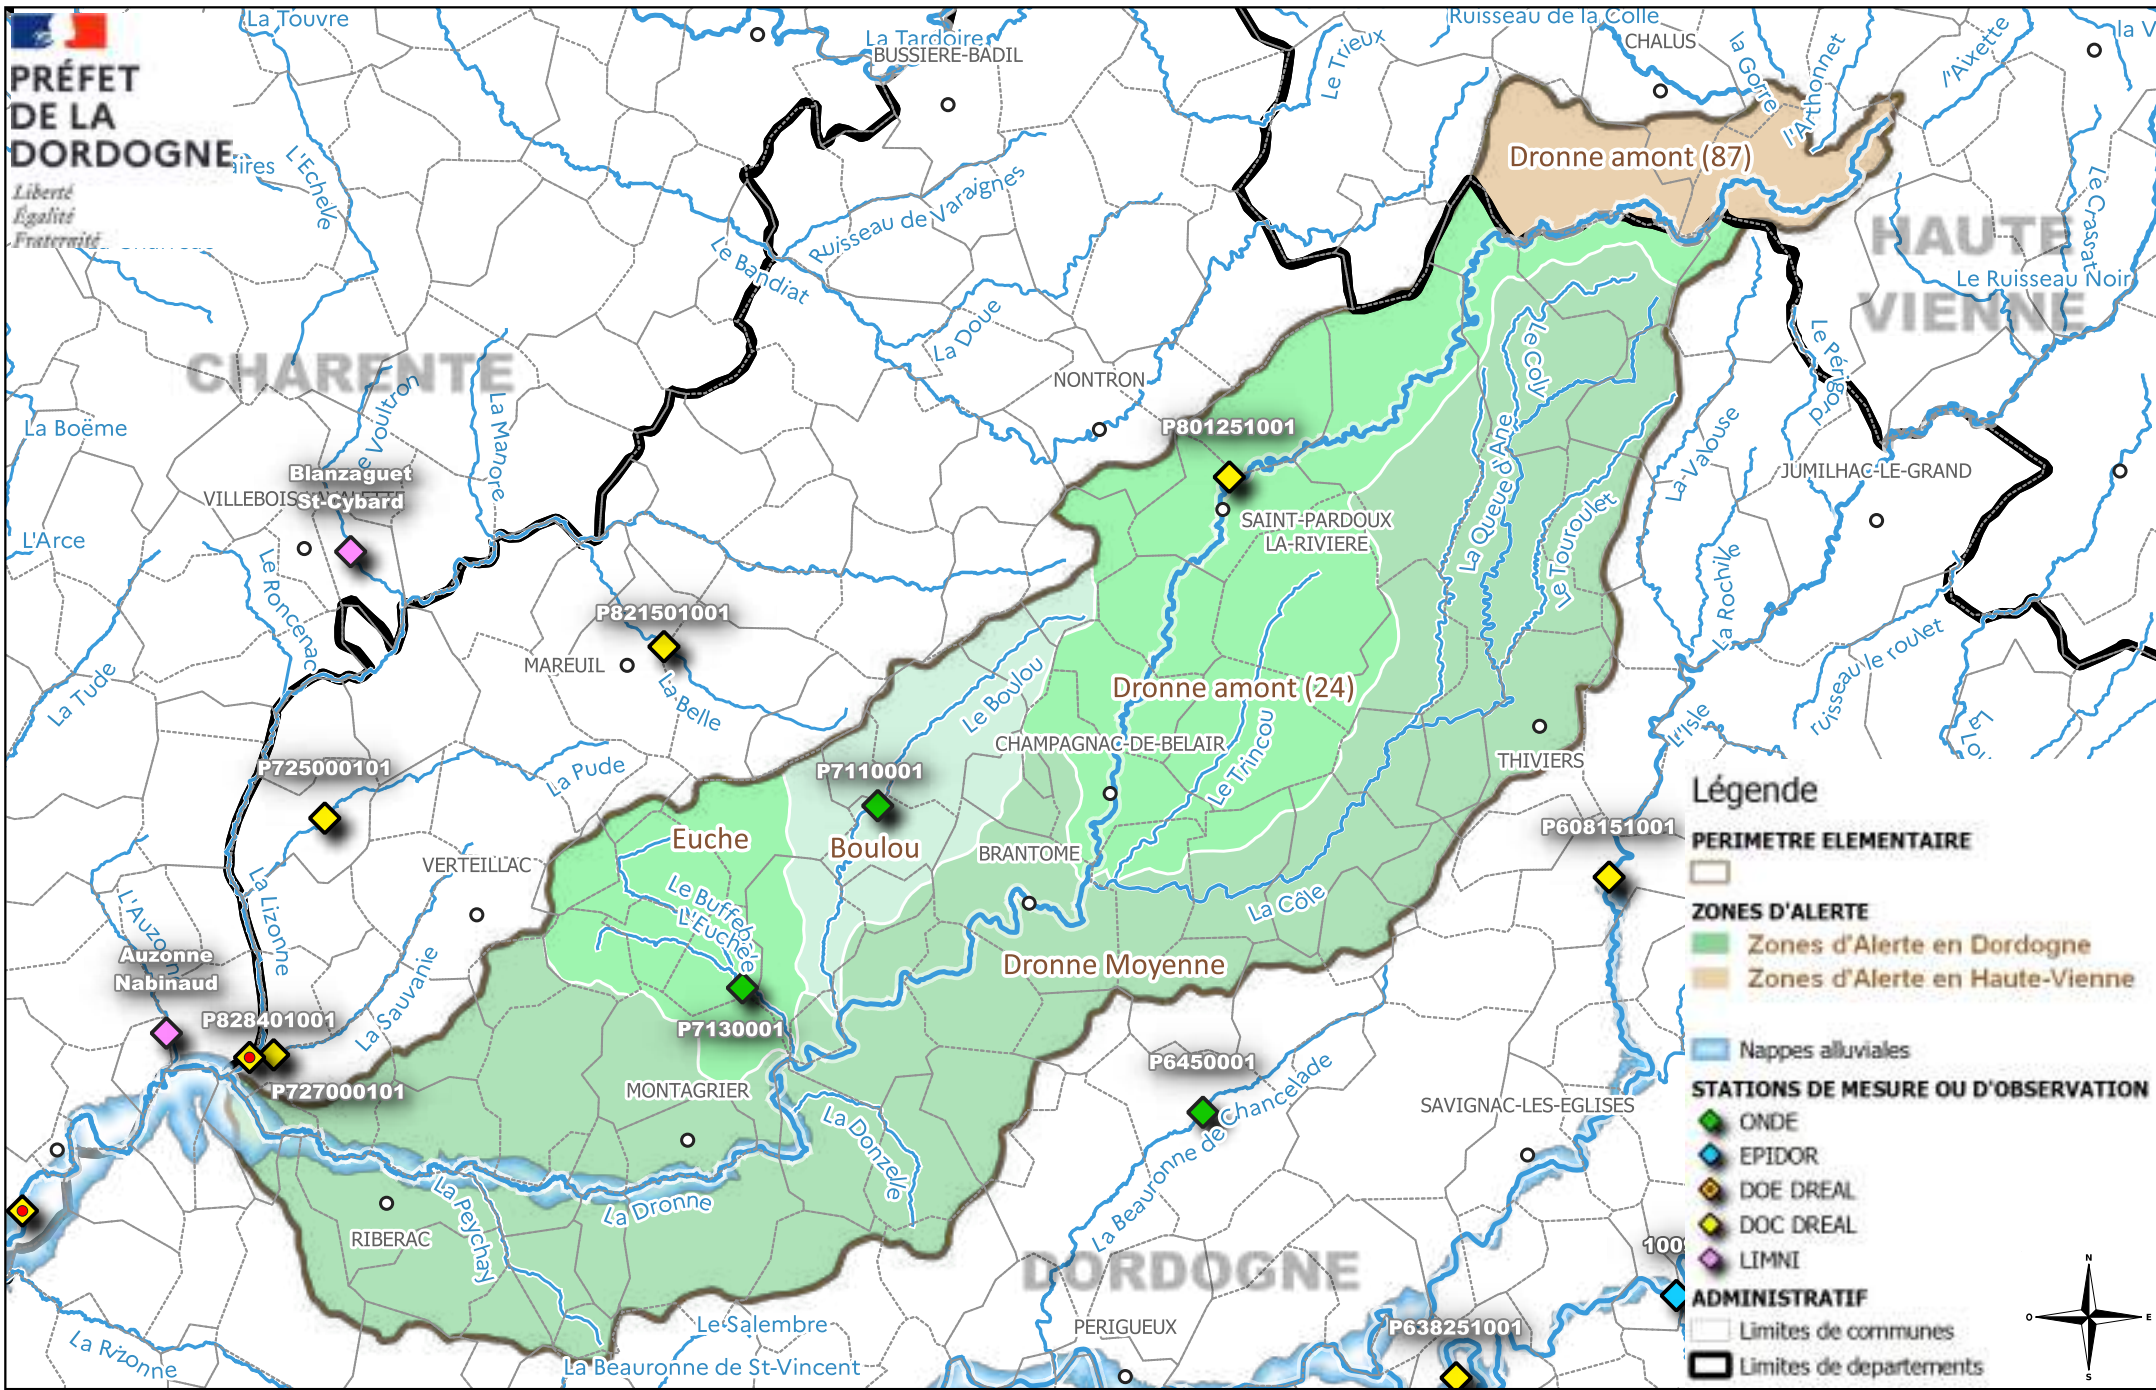 PRÉFET
DE LA
DORDOGNE
Liberté
Égalité
Fraternité
La Touvre
L'Echelle
La Tardoire
BUSSIERE-BADIL
Le Trieux
Ruisseau de la Colle
CHALUS
la Gorre
l'Arthonnet
l'Aixette
la V
Dronne amont (87)
Ruisseau de Varaignes
Le Bandiat
La Doue
HAUTE
VIENNE
Le Crassat
Le Ruisseau Noir
Le Périgord
CHARENTE
Le Voultron
La Manore
La Boëme
NONTRON
P801251001
Le Coly
La Queue d'Ane
La Valouse
JUMILHAC-LE-GRAND
Blanzaguet
St-Cybard
VILLEBOIS
L'Arce
Le Roncenac
SAINT-PARDOUX
LA-RIVIERE
Le Touroulet
La Rochille
ruisseau le roulet
P821501001
MAREUIL
La Belle
La Tude
Le Boulou
Dronne amont (24)
L'Isle
La Lou
CHAMPAGNAC-DE-BELAIR
Le Trincou
THIVIERS
P725000101
La Pude
P7110001
Euche
Boulou
BRANTOME
VERTEILLAC
La Lizonne
L'Auzonne
Le Buffebale
L'Euche
La Côle
P608151001
Auzonne
Nabinaud
La Sauvanie
Dronne Moyenne
P828401001
P7130001
P727000101
MONTAGRIER
P6450001
La Beauronne de Chancelade
SAVIGNAC-LES-EGLISES
La Donzelle
La Dronne
La Peychay
RIBERAC
DORDOGNE
PERIGUEUX
P638251001
100
Le Salembre
La Beauronne de St-Vincent
La Rizonne
Légende
PERIMETRE ELEMENTAIRE
ZONES D'ALERTE
Zones d'Alerte en Dordogne
Zones d'Alerte en Haute-Vienne
Nappes alluviales
STATIONS DE MESURE OU D'OBSERVATION
ONDE
EPIDOR
DOE DREAL
DOC DREAL
LIMNI
ADMINISTRATIF
Limites de communes
Limites de departements
N
O
E
S